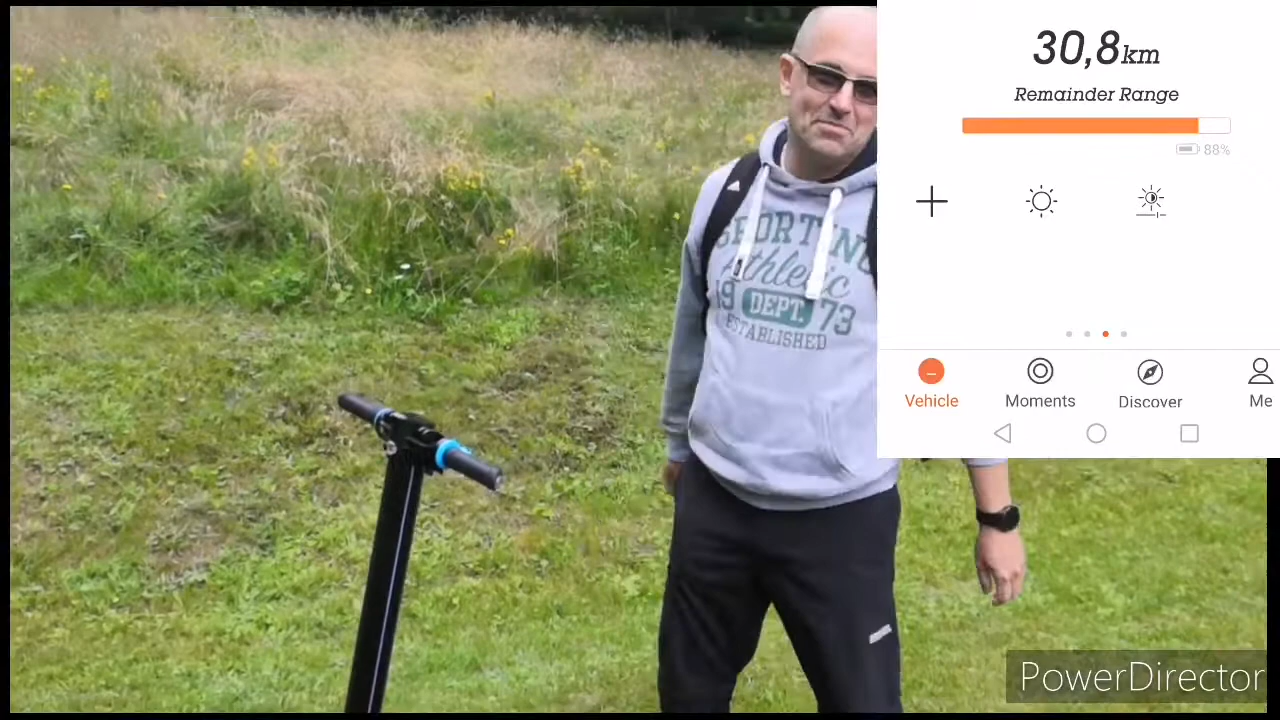 30,8km
Remainder Range
88%
Vehicle
Moments
Discover
Me
SPORTING
Athletic
19 DEPT. 73
ESTABLISHED
PowerDirector